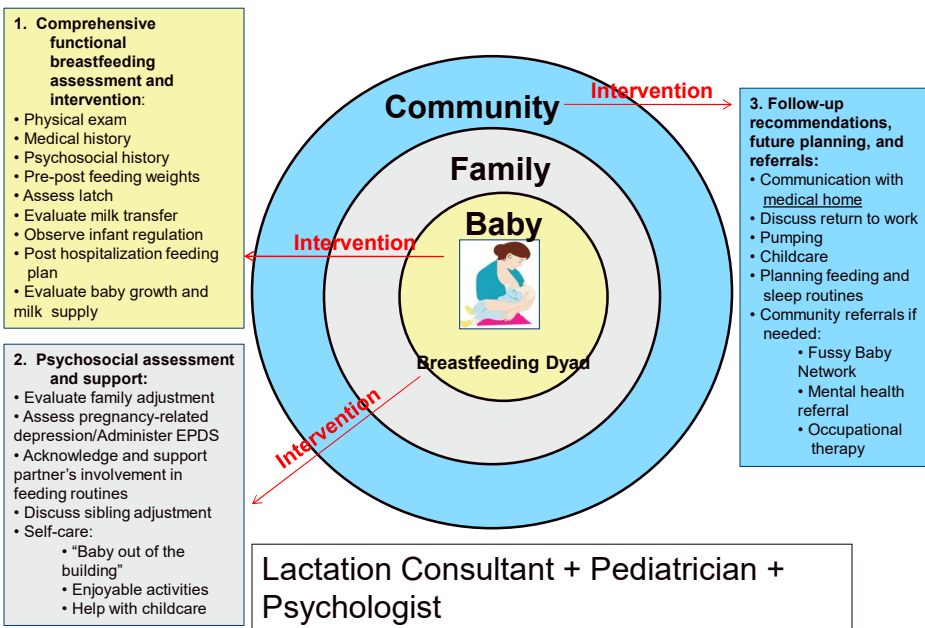 1. Comprehensive
functional
breastfeeding
assessment and
intervention:
• Physical exam
• Medical history
• Psychosocial history
• Pre-post feeding weights
• Assess latch
• Evaluate milk transfer
• Observe infant regulation
• Post hospitalization feeding
plan
• Evaluate baby growth and
milk supply
2. Psychosocial assessment
and support:
• Evaluate family adjustment
• Assess pregnancy-related
depression/Administer EPDS
• Acknowledge and support
partner's involvement in
feeding routines
• Discuss sibling adjustment
• Self-care:
• "Baby out of the
building"
• Enjoyable activities
• Help with childcare
Community
Family
Baby
Breastfeeding Dyad
Intervention
Intervention
Intervention
3. Follow-up
recommendations,
future planning, and
referrals:
• Communication with
medical home
• Discuss return to work
• Pumping
• Childcare
• Planning feeding and
sleep routines
• Community referrals if
needed:
• Fussy Baby
Network
• Mental health
referral
• Occupational
therapy
Lactation Consultant + Pediatrician +
Psychologist